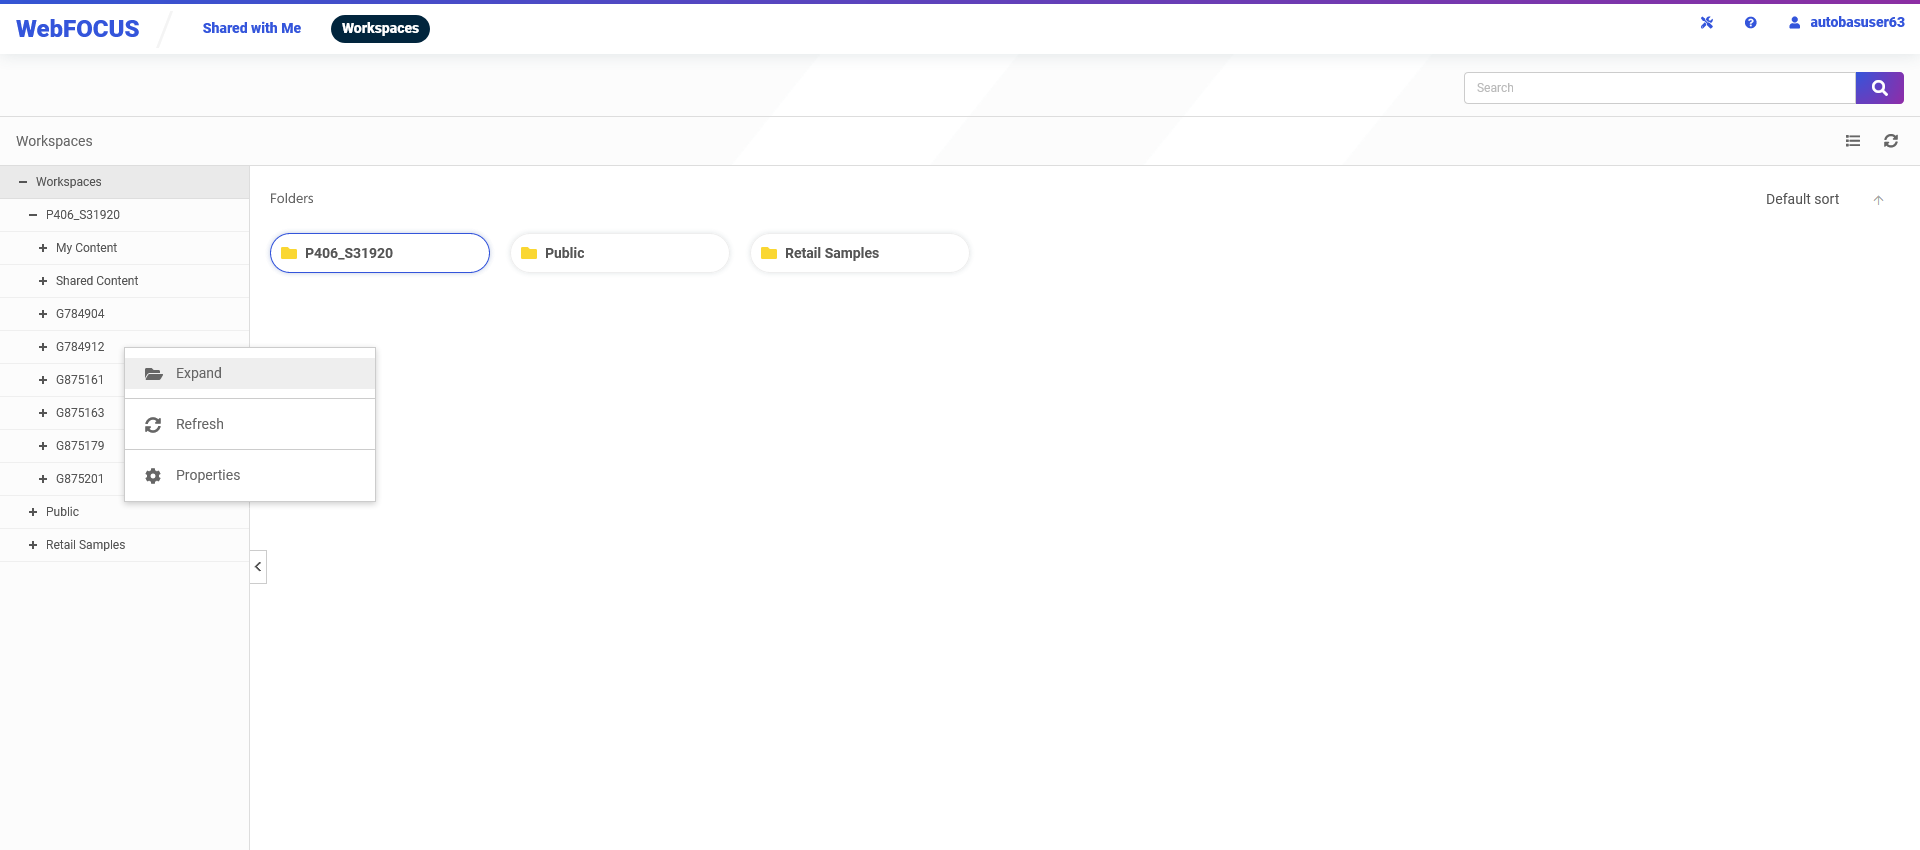 WebFOCUS
Shared with Me
Workspaces
autobasuser63
Search
Workspaces
Workspaces
P406_S31920
My Content
Shared Content
G784904
G784912
G875161
G875163
G875179
G875201
Public
Retail Samples
Expand
Refresh
Properties
Folders
Default sort
P406_S31920
Public
Retail Samples